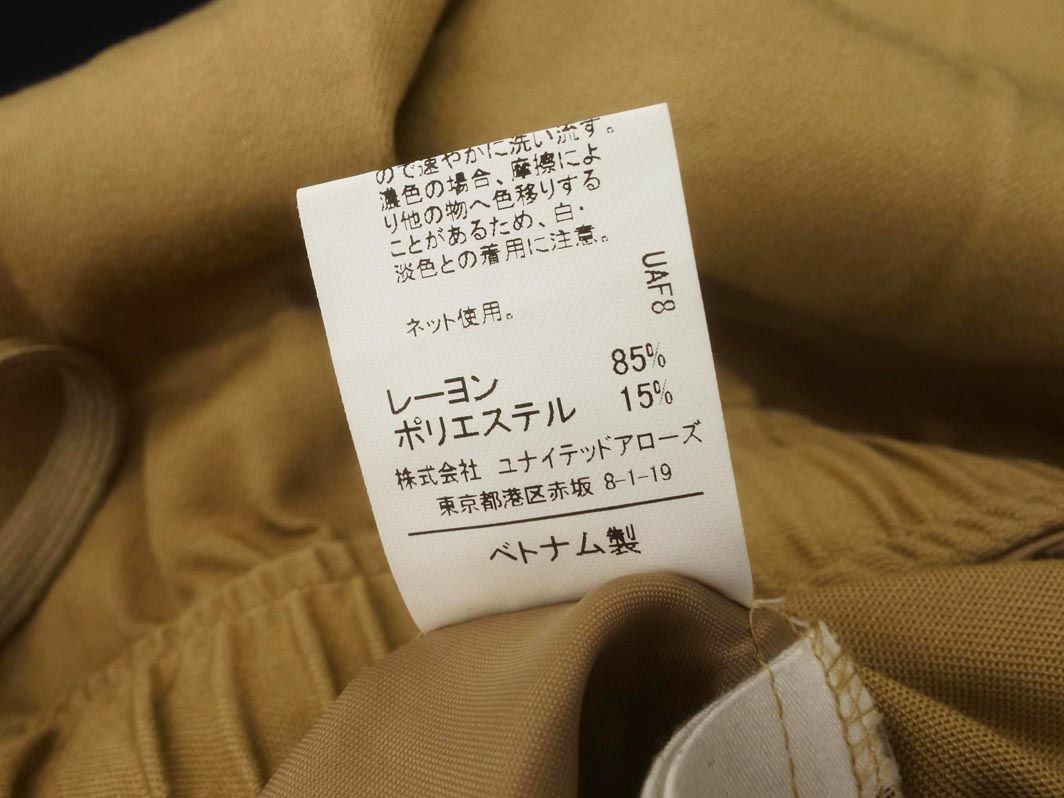 ので速やかに洗い流す。
濃色の場合、摩擦によ
り他の物へ色移りする
ことがあるため、白・
淡色との着用に注意。
UAF8
ネット使用。
レーヨン 85%
ポリエステル 15%
株式会社 ユナイテッドアローズ
東京都港区赤坂 8-1-19
ベトナム製